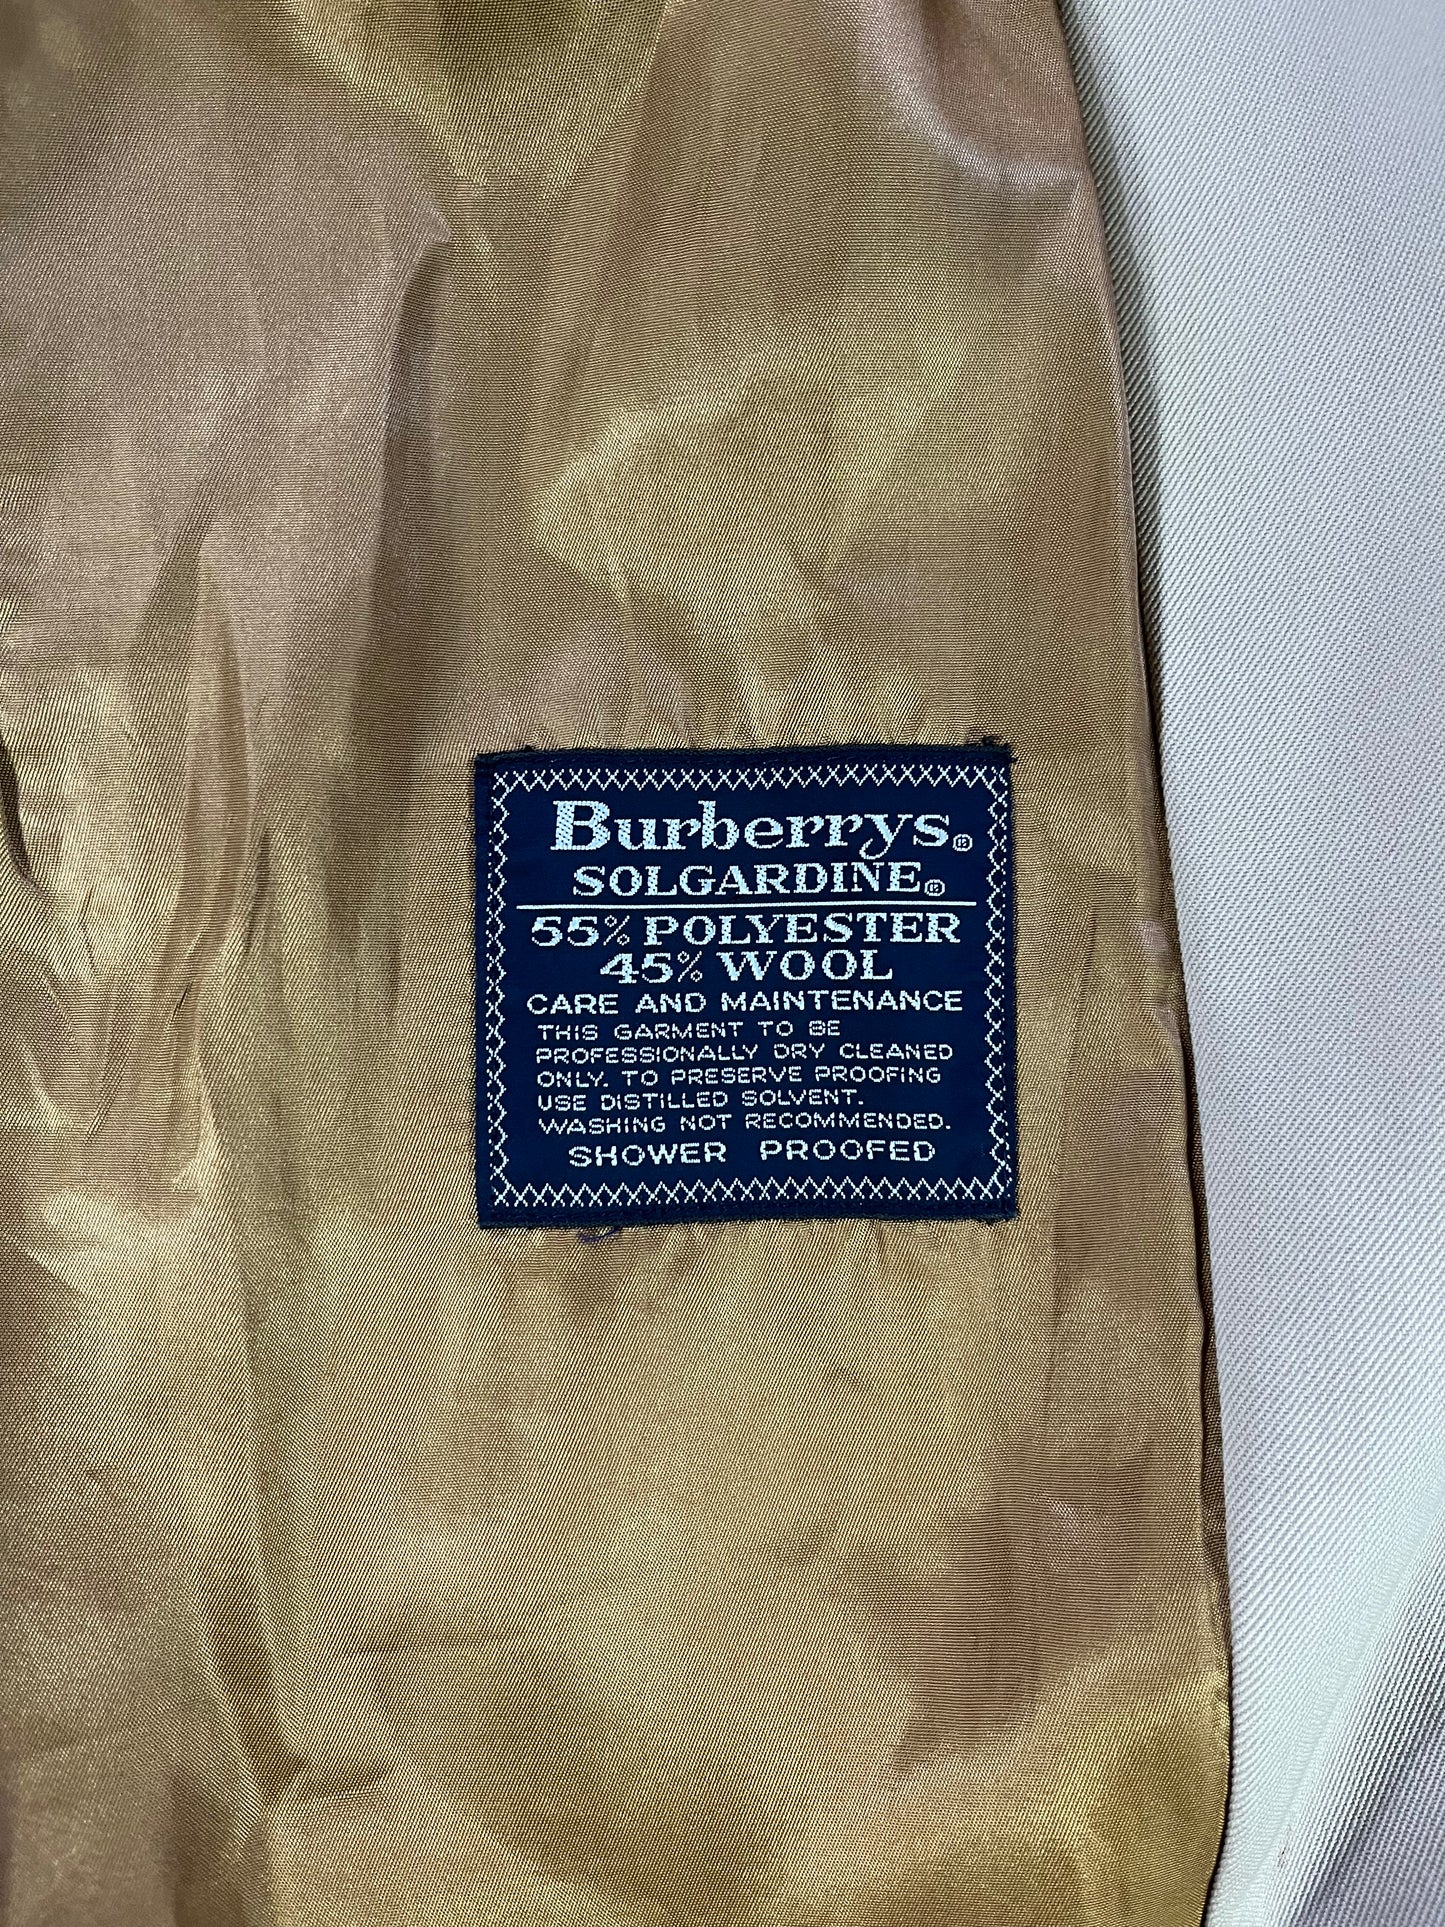 Burberrys®
SOLGARDINE®
55% POLYESTER
45% WOOL
CARE AND MAINTENANCE
THIS GARMENT TO BE
PROFESSIONALLY DRY CLEANED
ONLY. TO PRESERVE PROOFING
USE DISTILLED SOLVENT.
WASHING NOT RECOMMENDED.
SHOWER PROOFED